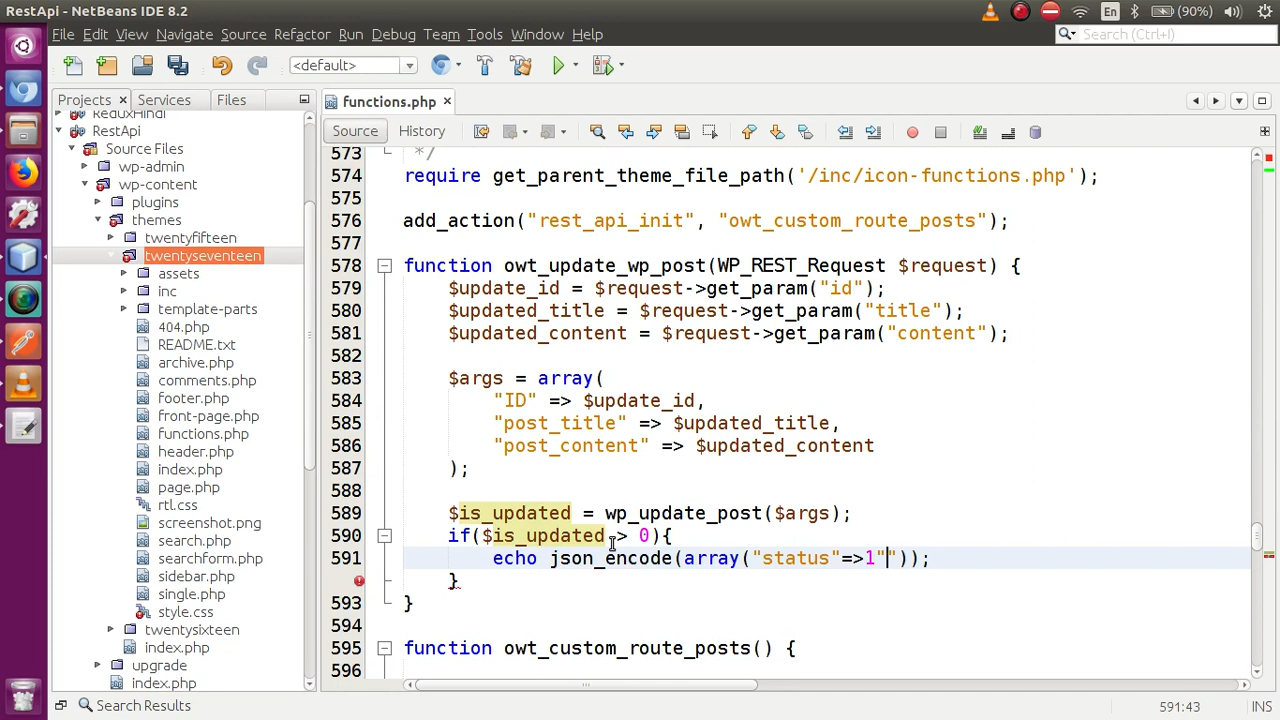 RestApi - NetBeans IDE 8.2
En
(90%)
File Edit View Navigate Source Refactor Run Debug Team Tools Window Help
Search (Ctrl+I)
<default>
Projects
Services
Files
functions.php
Source
History
ReduxHindi
RestApi
Source Files
wp-admin
wp-content
plugins
themes
twentyfifteen
twentyseventeen
assets
inc
template-parts
404.php
README.txt
archive.php
comments.php
footer.php
front-page.php
functions.php
header.php
index.php
page.php
rtl.css
screenshot.png
search.php
searchform.php
sidebar.php
single.php
style.css
twentysixteen
index.php
upgrade
index.php
573 */
574 require get_parent_theme_file_path('/inc/icon-functions.php');
575
576 add_action("rest_api_init", "owt_custom_route_posts");
577
578 function owt_update_wp_post(WP_REST_Request $request) {
579 $update_id = $request->get_param("id");
580 $updated_title = $request->get_param("title");
581 $updated_content = $request->get_param("content");
582
583 $args = array(
584 "ID" => $update_id,
585 "post_title" => $updated_title,
586 "post_content" => $updated_content
587 );
588
589 $is_updated = wp_update_post($args);
590 if($is_updated > 0){
591 echo json_encode(array("status"=>1""));
}
593 }
594
595 function owt_custom_route_posts() {
596
Search Results
591:43
INS